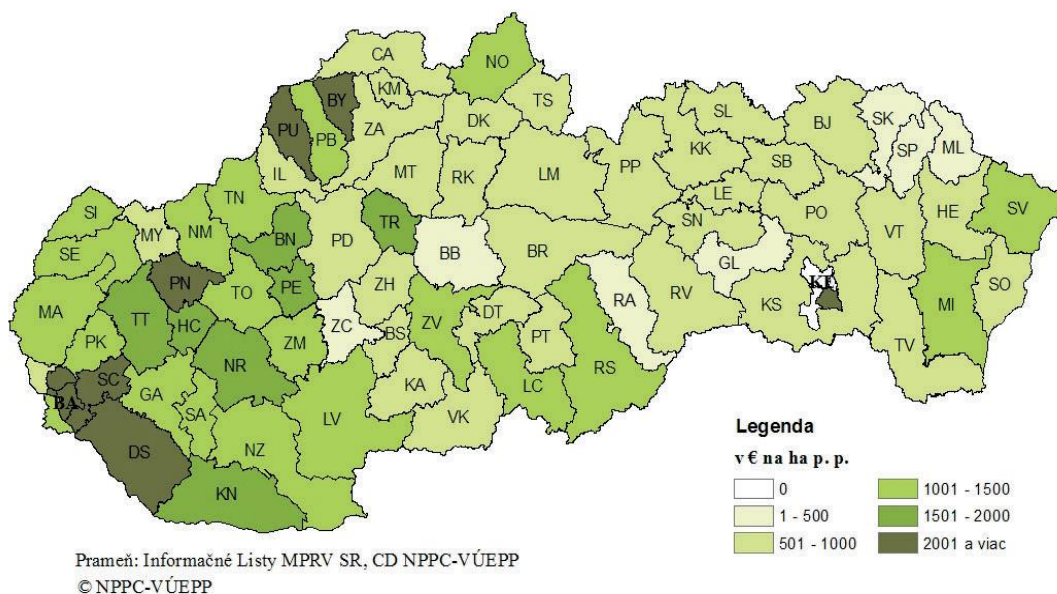 CA
NO
BY
KM
TS
PU
PB
ZA
DK
SL
BJ
SK
SP
ML
KK
SB
IL
MT
RK
LM
PP
LE
SI
TN
SN
PO
HE
SV
MY
NM
BN
PD
TR
VT
SE
BB
BR
GL
PN
TO
PE
ZH
RA
RV
KS
MI
SO
MA
TT
HC
ZC
BS
ZV
DT
PT
TV
PK
NR
ZM
SC
GA
KA
LC
RS
BA
SA
LV
VK
DS
NZ
KN
Legenda
v € na ha p. p.
0
1001 - 1500
1 - 500
1501 - 2000
501 - 1000
2001 a viac
Prameň: Informačné Listy MPRV SR, CD NPPC-VÚEPP
© NPPC-VÚEPP